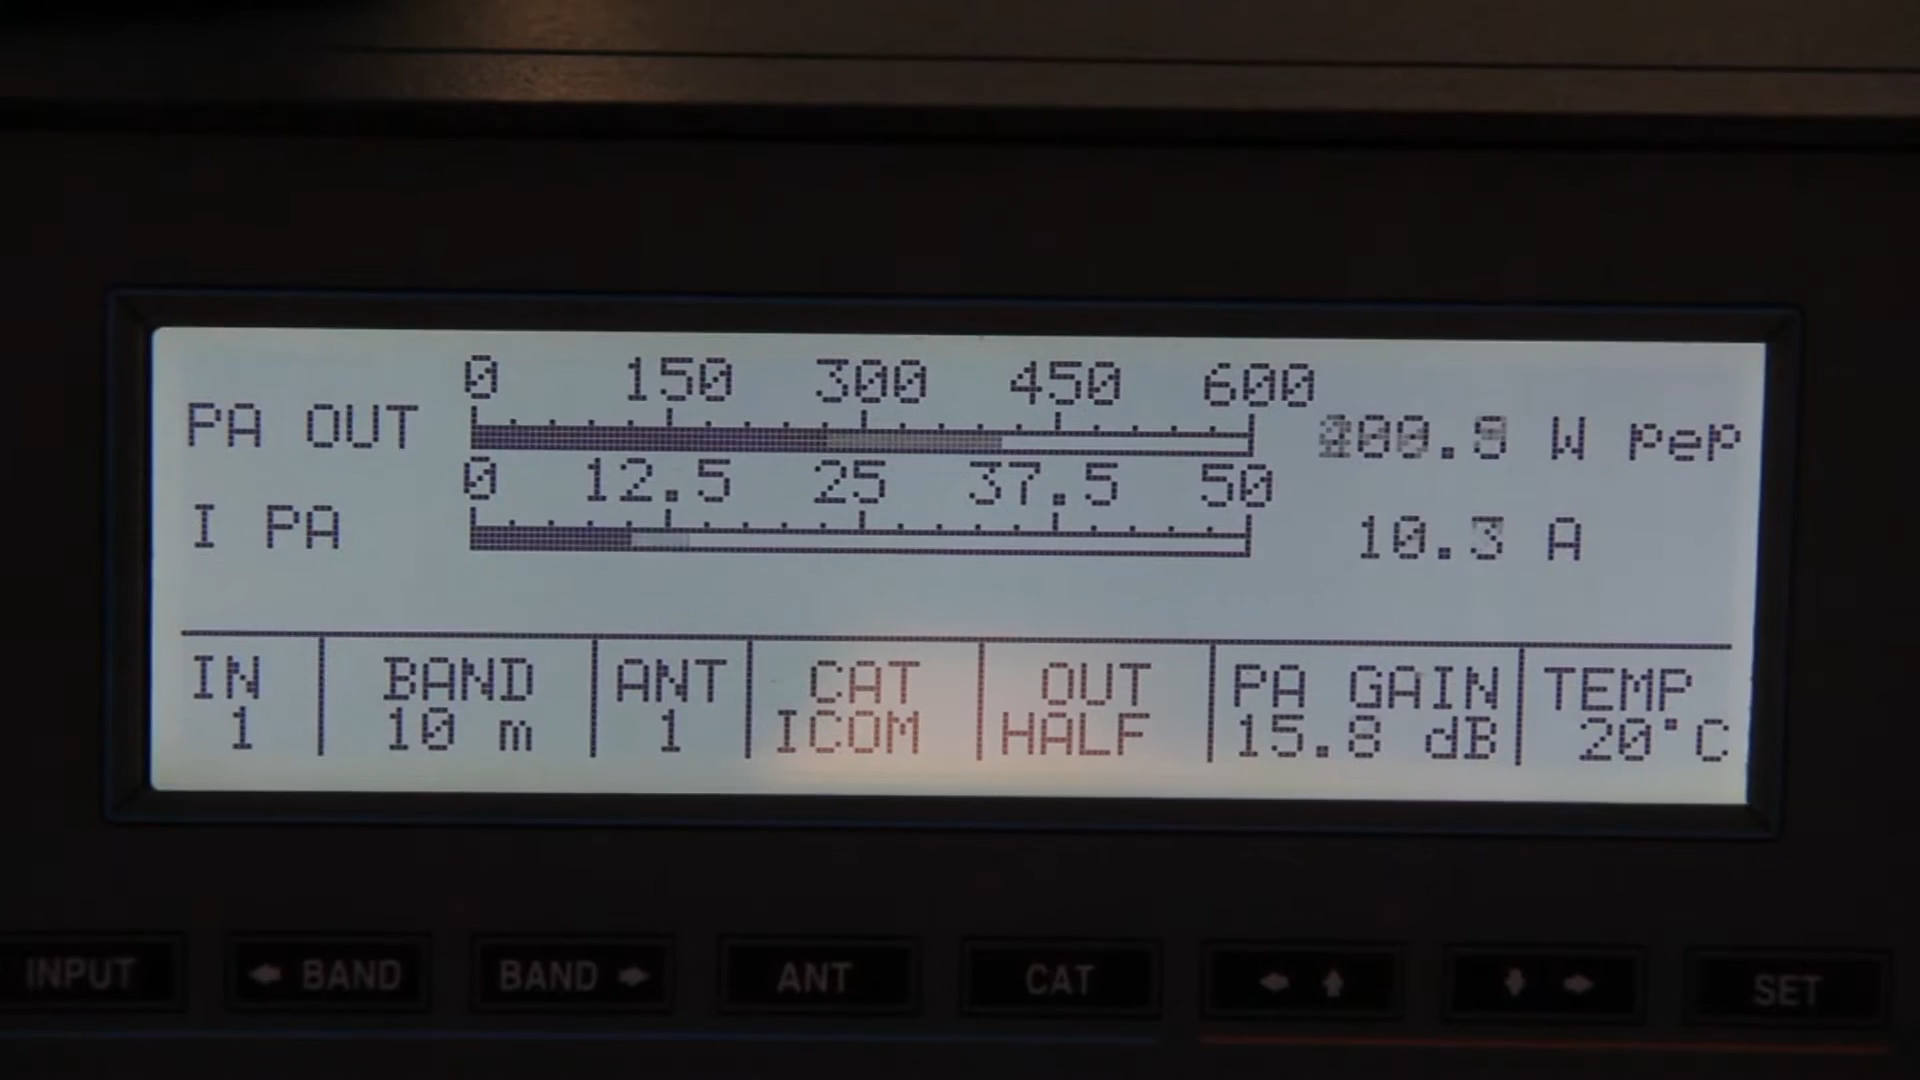 0 150 300 450 600
PA OUT W pep
0 12.5 25 37.5 50
I PA 10.3 A
IN BAND ANT CAT OUT PA GAIN TEMP
1 10 m 1 ICOM HALF 15.8 dB 20°C
INPUT BAND BAND ANT CAT SET